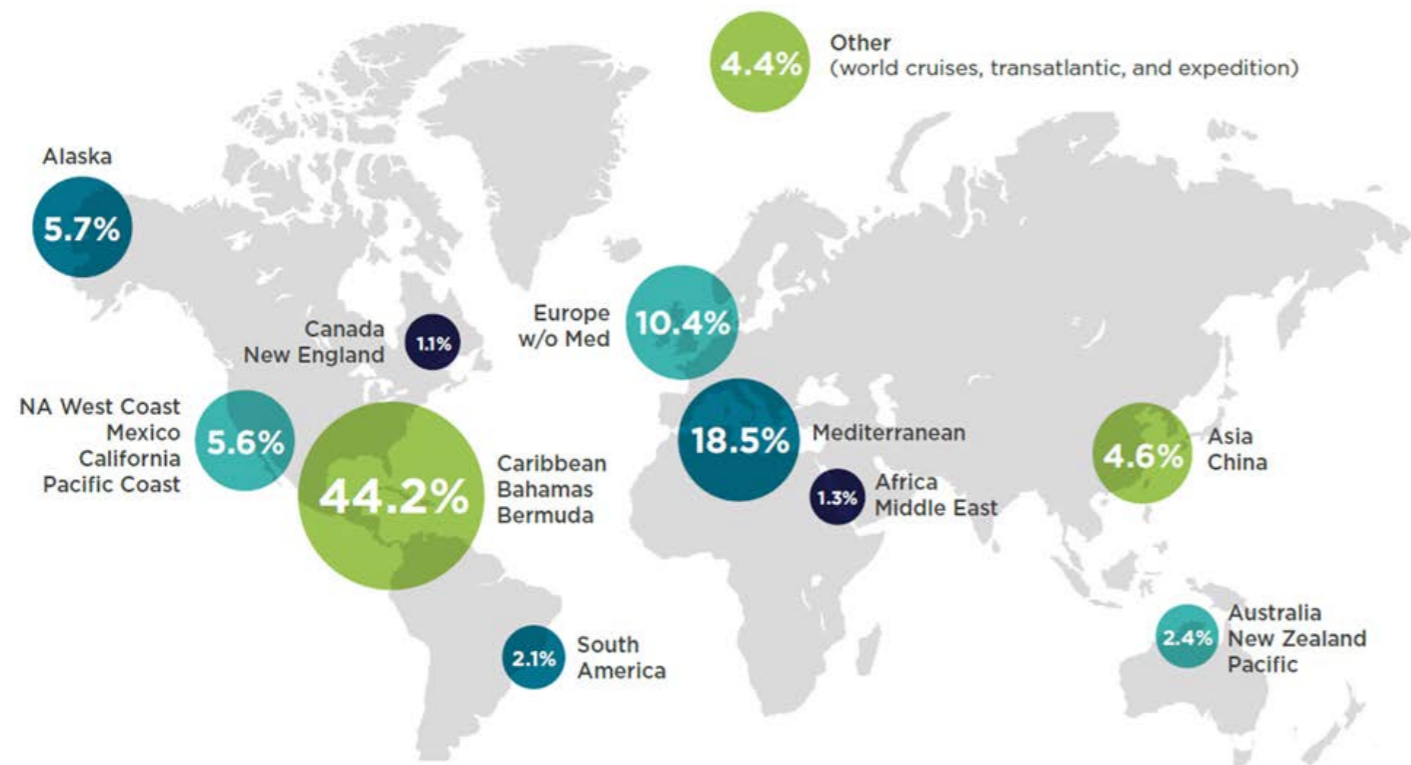 4.4%
Other
(world cruises, transatlantic, and expedition)
Alaska
5.7%
Canada
New England
1.1%
Europe
w/o Med
10.4%
NA West Coast
Mexico
California
Pacific Coast
5.6%
44.2%
Caribbean
Bahamas
Bermuda
18.5%
Mediterranean
1.3%
Africa
Middle East
4.6%
Asia
China
2.1%
South
America
2.4%
Australia
New Zealand
Pacific